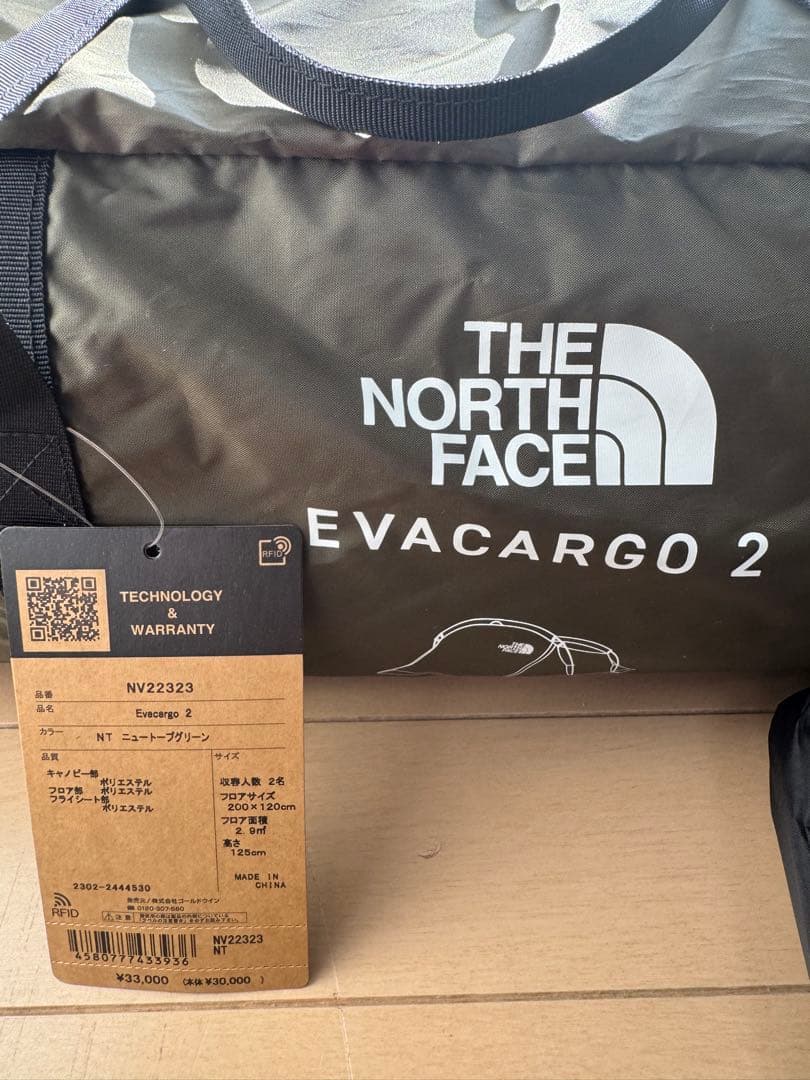 THE
NORTH
FACE
EVACARGO 2
THE
NORTH
FACE
RFID
TECHNOLOGY
&
WARRANTY
品番 NV22323
品名 Evacargo 2
カラー NT ニュートープグリーン
品質
キャノピー部
ポリエステル
フロア部 ポリエステル
フライシート部
ポリエステル
サイズ
収容人数 2名
フロアサイズ
200×120cm
フロア面積
2.9㎡
高さ
125cm
MADE IN
CHINA
2302-2444530
RFID
発売元/株式会社ゴールドウイン
☎0120-307-560
⚠注意
4580777433936
NV22323
NT
¥33,000 (本体 ¥30,000 )